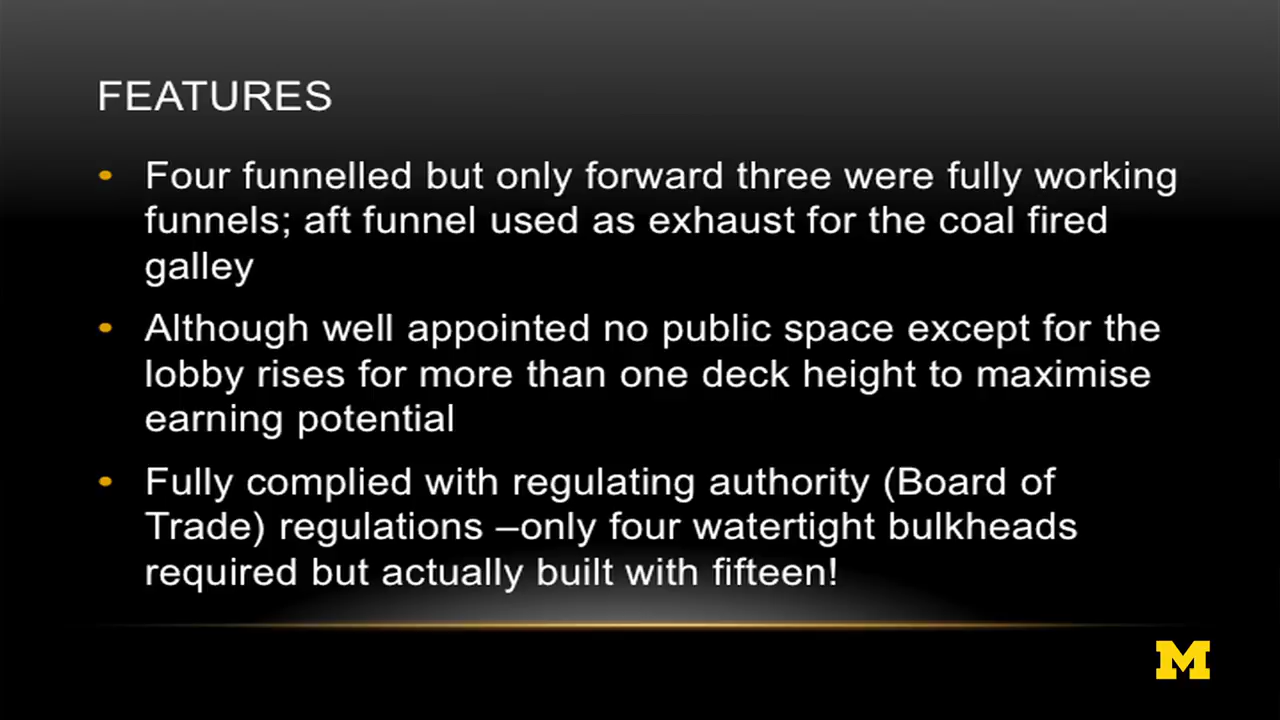 FEATURES
• Four funnelled but only forward three were fully working
funnels; aft funnel used as exhaust for the coal fired
galley
• Although well appointed no public space except for the
lobby rises for more than one deck height to maximise
earning potential
• Fully complied with regulating authority (Board of
Trade) regulations –only four watertight bulkheads
required but actually built with fifteen!
M